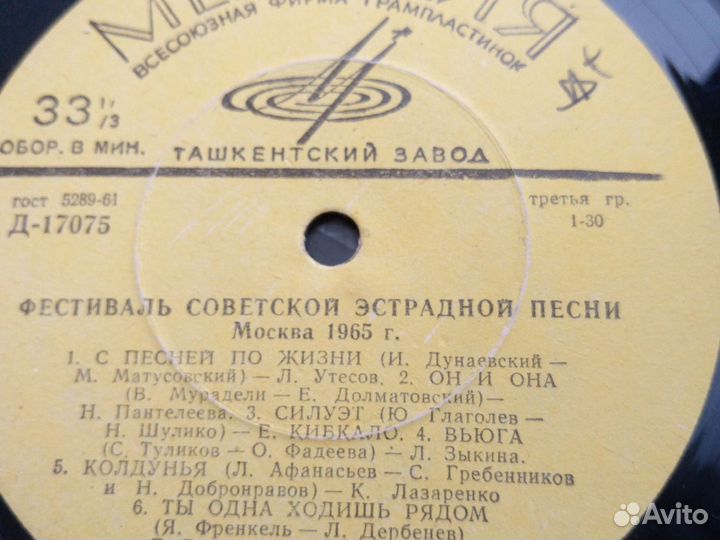 ВСЕСОЮЗНАЯ ФИРМА ГРАМПЛАСТИНОК
33 1/3
ОБОР. В МИН.
ТАШКЕНТСКИЙ ЗАВОД
гост 5289-61
Д-17075
третья гр.
1-30
ФЕСТИВАЛЬ СОВЕТСКОЙ ЭСТРАДНОЙ ПЕСНИ
Москва 1965 г.
1. С ПЕСНЕЙ ПО ЖИЗНИ (И. Дунаевский —
М. Матусовский) — Л. Утесов. 2. ОН И ОНА
(В. Мурадели — Е. Долматовский) —
Н. Пантелеева. 3. СИЛУЭТ (Ю. Глаголев —
Н. Шулико) — Е. КИБКАЛО. 4. ВЬЮГА
(С. Туликов — О. Фадеева) — Л. Зыкина.
5. КОЛДУНЬЯ (Л. Афанасьев — С. Гребенников
и Н. Добронравов) — К. Лазаренко
6. ТЫ ОДНА ХОДИШЬ РЯДОМ
(Я. Френкель — Л. Дербенев)
Avito